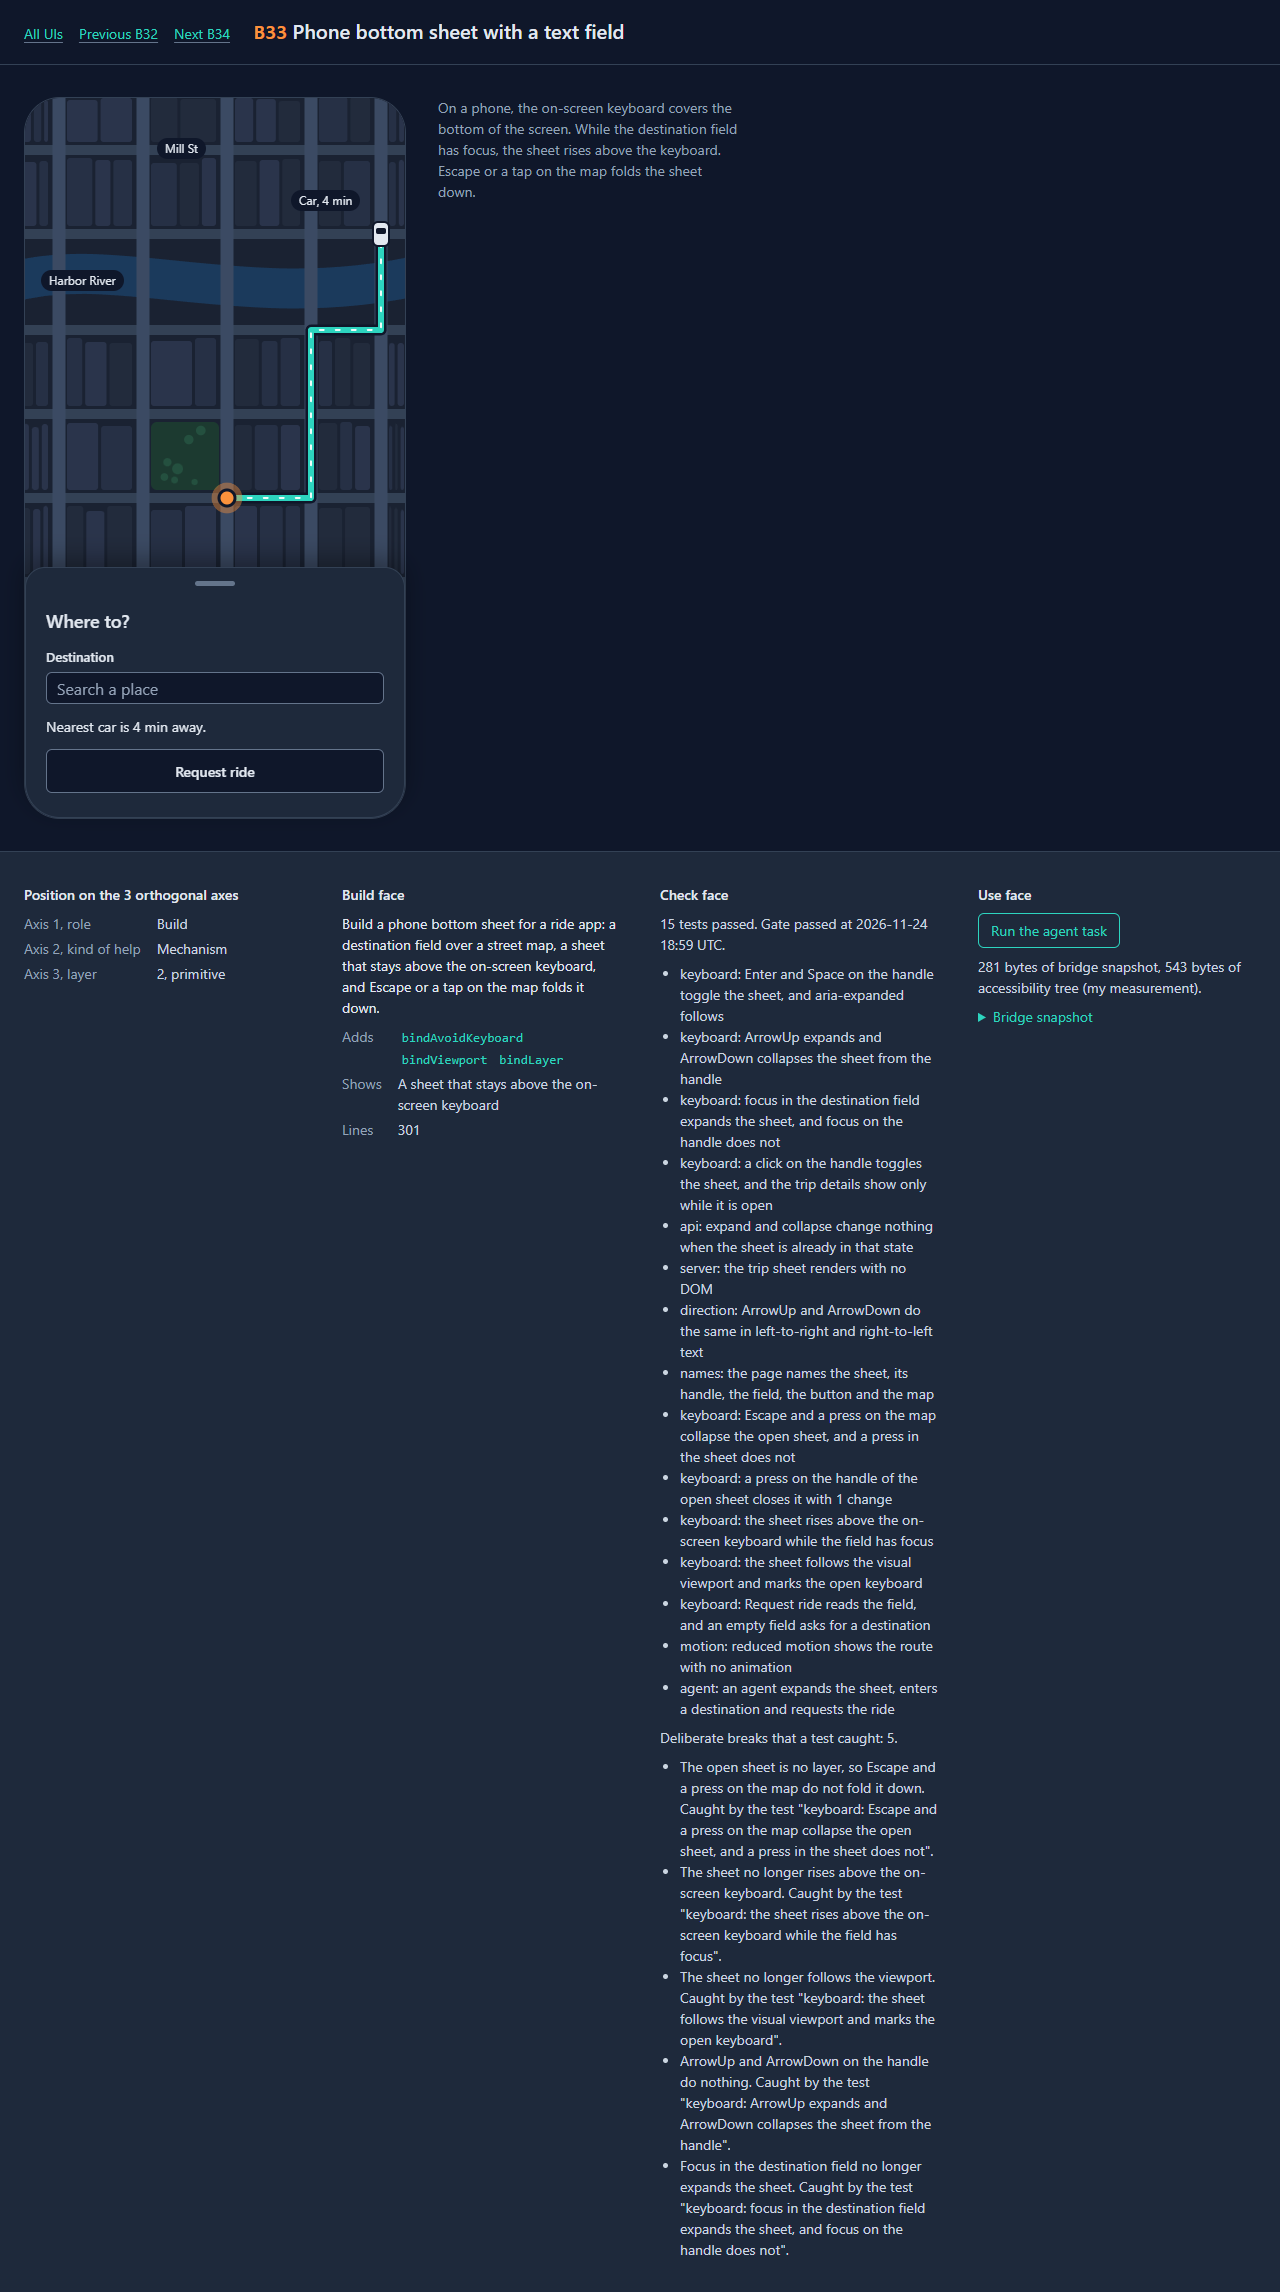 All UIs Previous B32 Next B34 B33 Phone bottom sheet with a text field
Mill St
Car, 4 min
Harbor River
Where to?
Destination
Search a place
Nearest car is 4 min away.
Request ride
On a phone, the on-screen keyboard covers the
bottom of the screen. While the destination field
has focus, the sheet rises above the keyboard.
Escape or a tap on the map folds the sheet
down.
Position on the 3 orthogonal axes
Axis 1, role Build
Axis 2, kind of help Mechanism
Axis 3, layer 2, primitive
Build face
Build a phone bottom sheet for a ride app: a
destination field over a street map, a sheet
that stays above the on-screen keyboard,
and Escape or a tap on the map folds it
down.
Adds bindAvoidKeyboard
bindViewport bindLayer
Shows A sheet that stays above the on-
screen keyboard
Lines 301
Check face
15 tests passed. Gate passed at 2026-11-24
18:59 UTC.
• keyboard: Enter and Space on the handle
toggle the sheet, and aria-expanded
follows
• keyboard: ArrowUp expands and
ArrowDown collapses the sheet from the
handle
• keyboard: focus in the destination field
expands the sheet, and focus on the
handle does not
• keyboard: a click on the handle toggles
the sheet, and the trip details show only
while it is open
• api: expand and collapse change nothing
when the sheet is already in that state
• server: the trip sheet renders with no
DOM
• direction: ArrowUp and ArrowDown do
the same in left-to-right and right-to-left
text
• names: the page names the sheet, its
handle, the field, the button and the map
• keyboard: Escape and a press on the map
collapse the open sheet, and a press in
the sheet does not
• keyboard: a press on the handle of the
open sheet closes it with 1 change
• keyboard: the sheet rises above the on-
screen keyboard while the field has focus
• keyboard: the sheet follows the visual
viewport and marks the open keyboard
• keyboard: Request ride reads the field,
and an empty field asks for a destination
• motion: reduced motion shows the route
with no animation
• agent: an agent expands the sheet, enters
a destination and requests the ride
Deliberate breaks that a test caught: 5.
• The open sheet is no layer, so Escape and
a press on the map do not fold it down.
Caught by the test "keyboard: Escape and
a press on the map collapse the open
sheet, and a press in the sheet does not".
• The sheet no longer rises above the on-
screen keyboard. Caught by the test
"keyboard: the sheet rises above the on-
screen keyboard while the field has
focus".
• The sheet no longer follows the viewport.
Caught by the test "keyboard: the sheet
follows the visual viewport and marks the
open keyboard".
• ArrowUp and ArrowDown on the handle
do nothing. Caught by the test
"keyboard: ArrowUp expands and
ArrowDown collapses the sheet from the
handle".
• Focus in the destination field no longer
expands the sheet. Caught by the test
"keyboard: focus in the destination field
expands the sheet, and focus on the
handle does not".
Use face
Run the agent task
281 bytes of bridge snapshot, 543 bytes of
accessibility tree (my measurement).
▶ Bridge snapshot